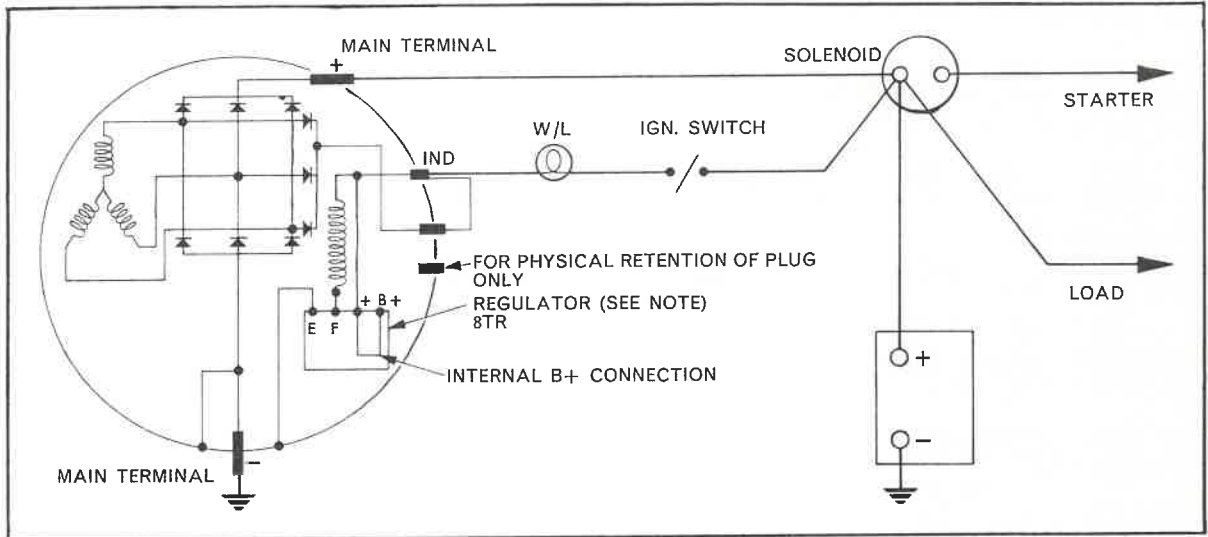 MAIN TERMINAL
+
SOLENOID
STARTER
W/L
IGN. SWITCH
IND
FOR PHYSICAL RETENTION OF PLUG
ONLY
+ B+
REGULATOR (SEE NOTE)
E F
8TR
LOAD
INTERNAL B+ CONNECTION
+
-
MAIN TERMINAL
-